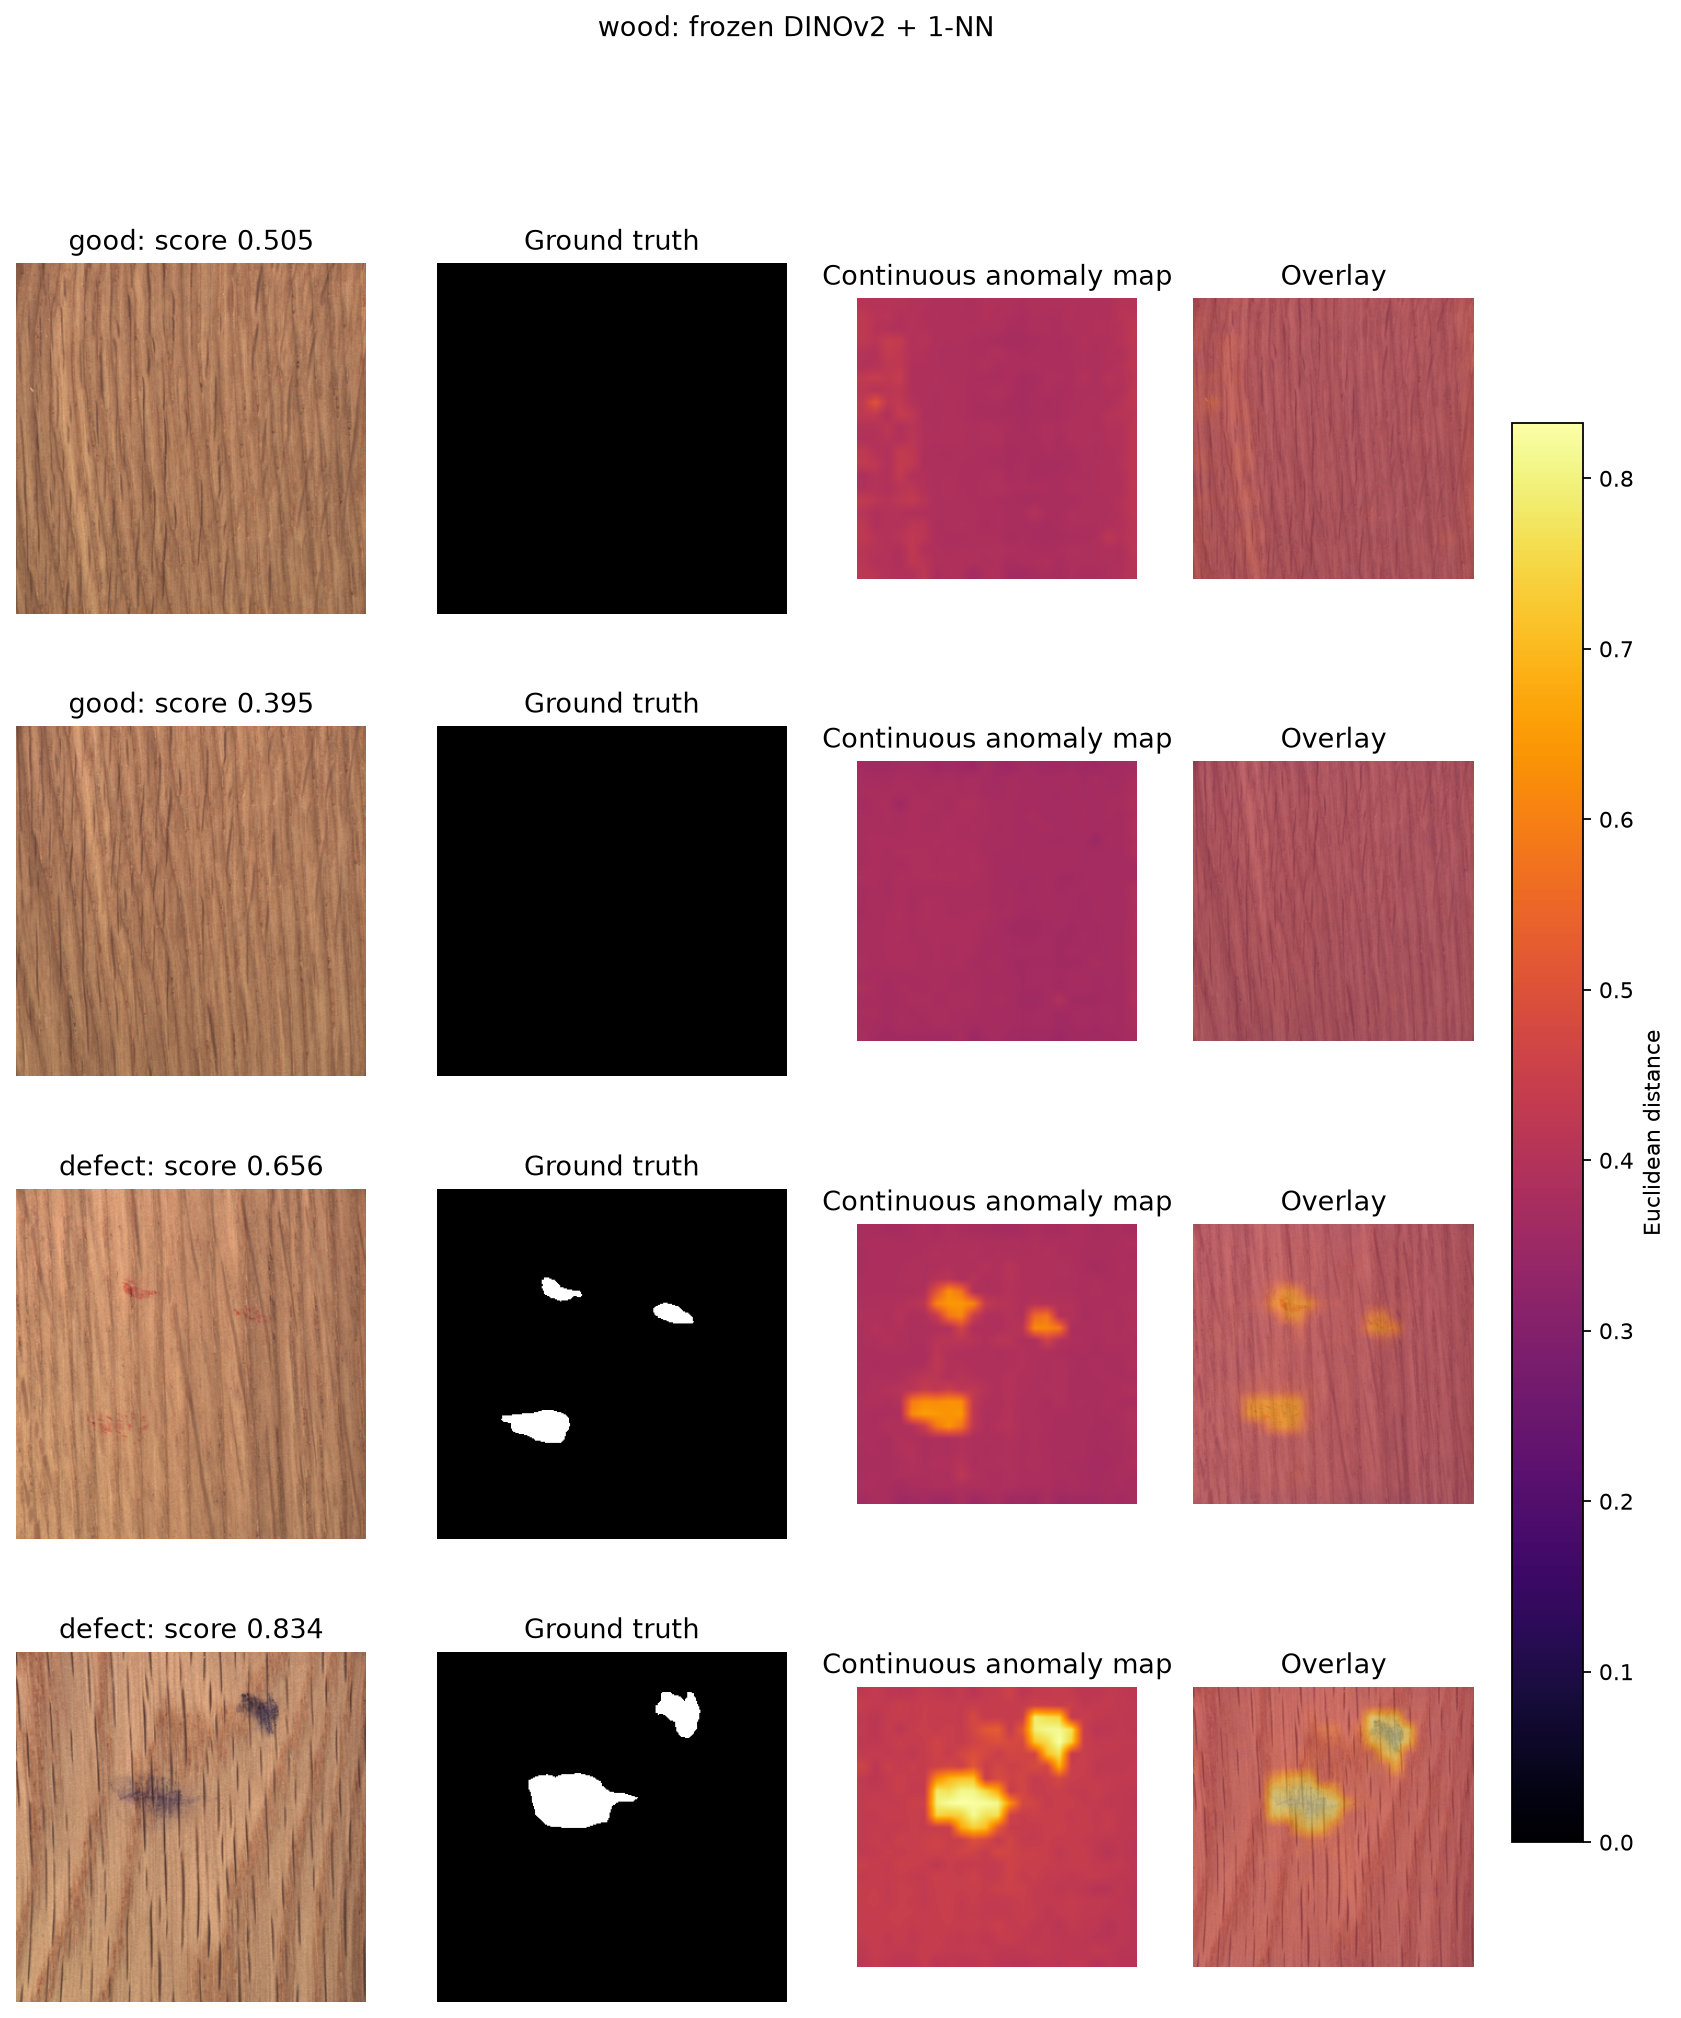 wood: frozen DINOv2 + 1-NN
good: score 0.505
Ground truth
Continuous anomaly map
Overlay
good: score 0.395
Ground truth
Continuous anomaly map
Overlay
defect: score 0.656
Ground truth
Continuous anomaly map
Overlay
defect: score 0.834
Ground truth
Continuous anomaly map
Overlay
0.8
0.7
0.6
0.5
0.4
0.3
0.2
0.1
0.0
Euclidean distance